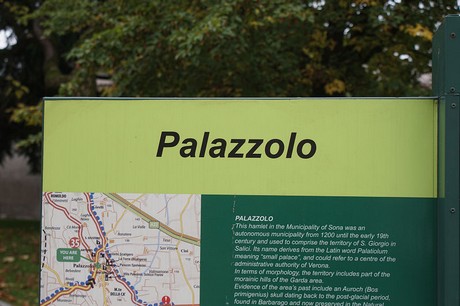 Palazzolo
PALAZZOLO
This hamlet in the Municipality of Sona was an
autonomous municipality from 1200 until the early 19th
century and used to comprise the territory of S. Giorgio in
Salici. Its name derives from the Latin word Palatiolum
meaning "small palace", and could refer to a centre of the
administrative authority of Verona.
In terms of morphology, the territory includes part of the
morainic hills of the Garda area.
Evidence of the area's past include an Auroch (Bos
primigenius) skull dating back to the post-glacial period,
found in Barbarago and now preserved in the Natural
35
YOU ARE
HERE